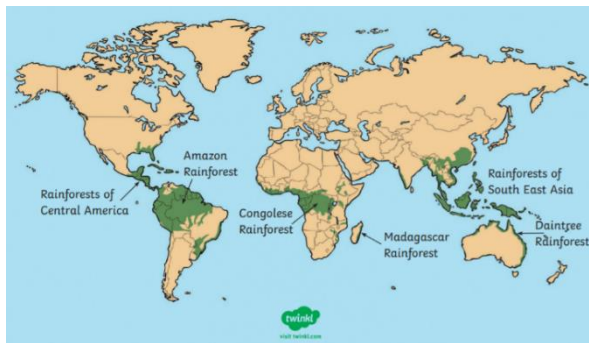 Amazon
Rainforest
Rainforests of
Central America
Congolese
Rainforest
Madagascar
Rainforest
Rainforests of
South East Asia
Daintree
Rainforest
twinkl
visit twinkl.com